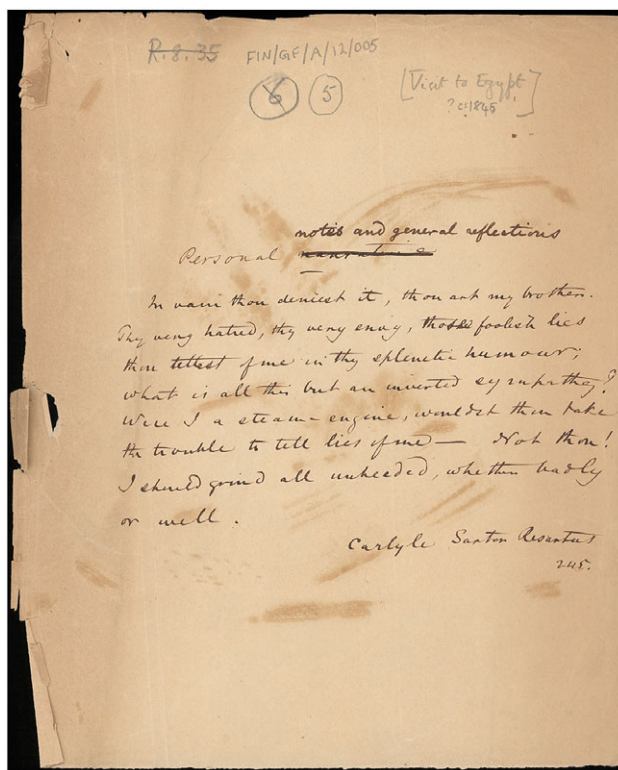 R.8.35 FIN/GF/A/12/005
6 5 [Visit to Egypt
? c1845]
notes and general reflections
Personal narrative
In vain thou deniest it, thou art my brother.
Thy very hatred, thy very envy, those foolish lies
thou tellest of me in thy splenetic humour;
what is all this but an inverted sympathy?
Were I a steam-engine, wouldst thou take
the trouble to tell lies of me — Not thou!
I should grind all unheeded, whether badly
or well.
Carlyle Sartor Resartus
245.